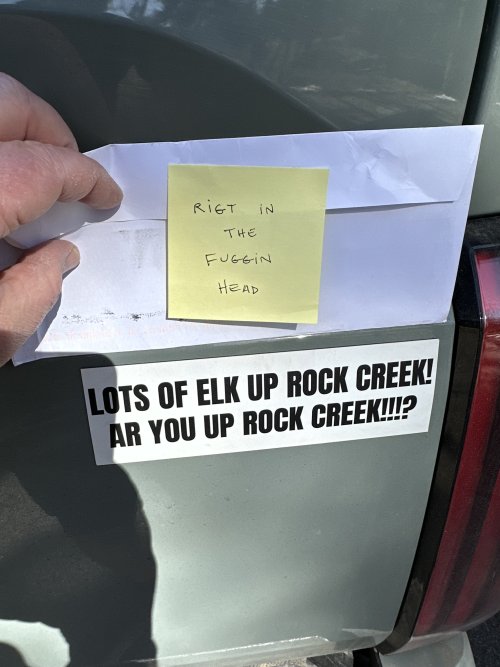 RIGT IN
THE
FUGGIN
HEAD
LOTS OF ELK UP ROCK CREEK!
AR YOU UP ROCK CREEK!!!?